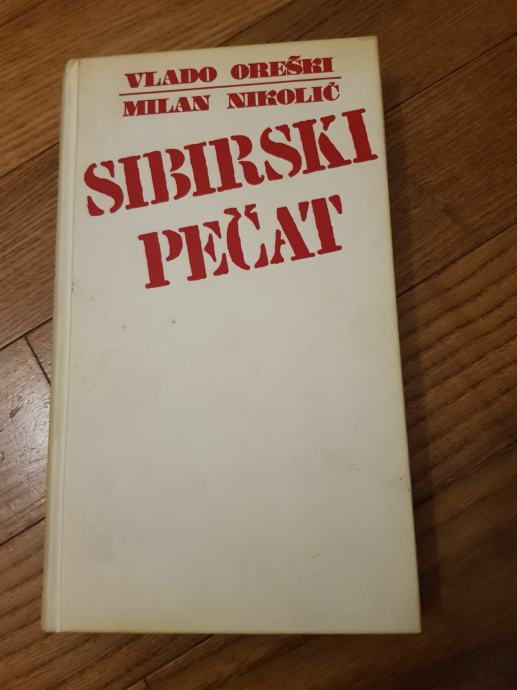 VLADO OREŠKI
MILAN NIKOLIĆ
SIBIRSKI
PEČAT